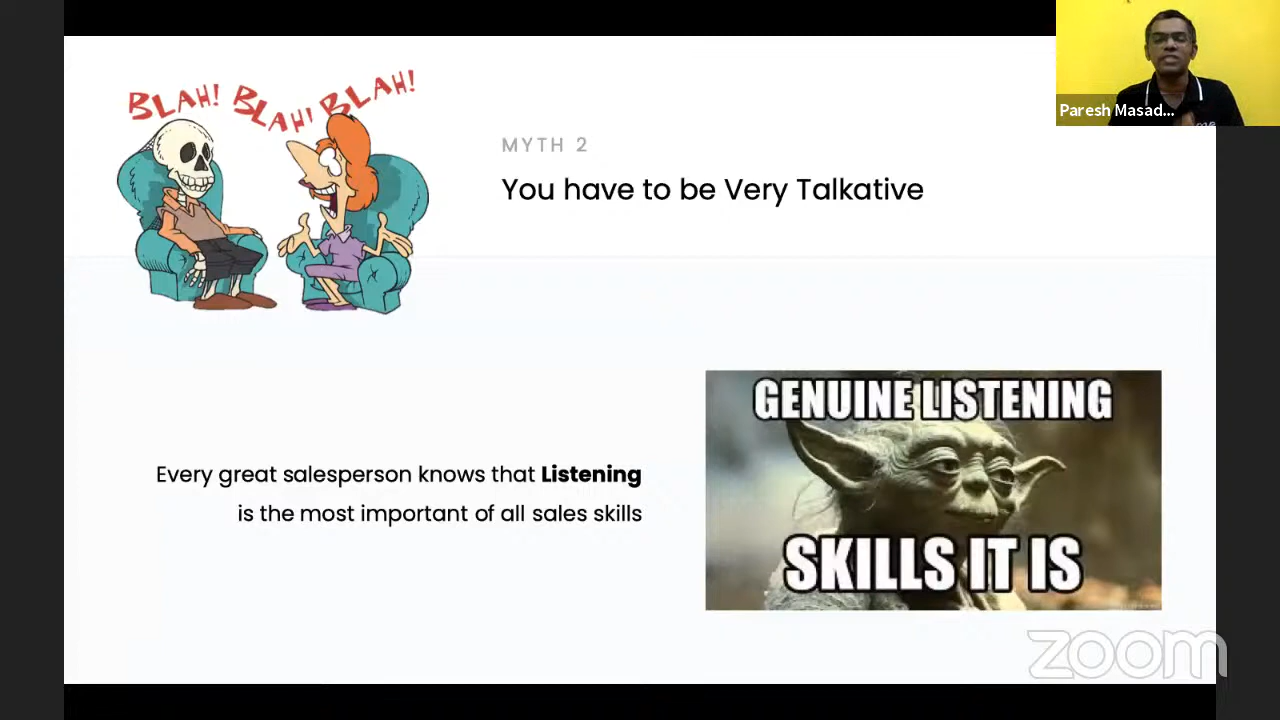 BLAH! BLAH! BLAH!
Paresh Masad...
MYTH 2
You have to be Very Talkative
GENUINE LISTENING
SKILLS IT IS
Every great salesperson knows that Listening
is the most important of all sales skills
zoom